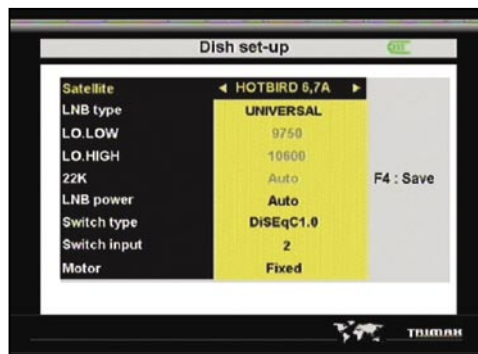 Dish set-up
Satellite ◄ HOTBIRD 6,7A ►
LNB type UNIVERSAL
LO.LOW 9750
LO.HIGH 10600
22K Auto
LNB power Auto
Switch type DiSEqC1.0
Switch input 2
Motor Fixed
F4 : Save
TRIMAX